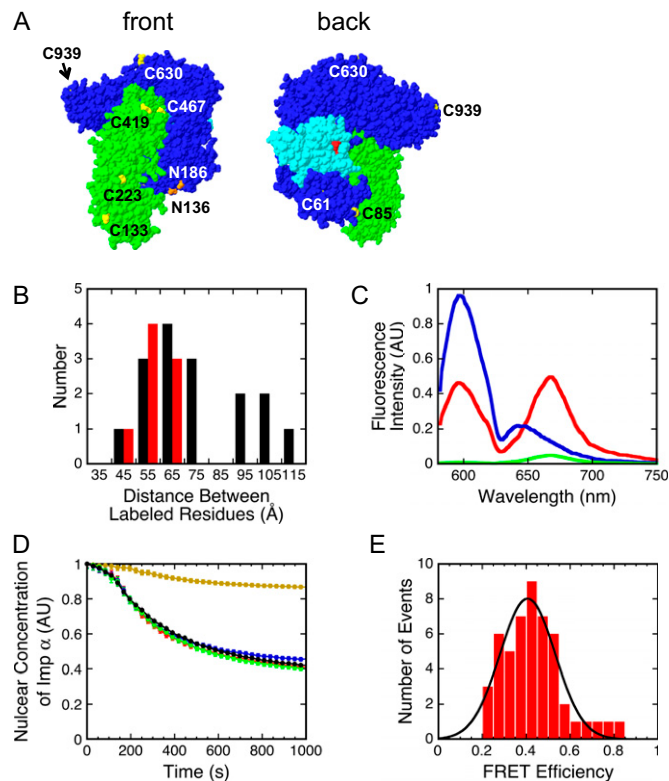 A
front
back
C939
C630
C467
C419
N186
N136
C223
C133
C630
C939
C61
C85
B
5
4
3
2
1
0
Number
35 45 55 65 75 95 105 115
Distance Between
Labeled Residues (Å)
C
1
0.8
0.6
0.4
0.2
0
Fluorescence
Intensity (AU)
600 650 700 750
Wavelength (nm)
D
1
0.8
0.6
0.4
0.2
0
Nulcear Concentration
of Imp α (AU)
0 200 400 600 800 1000
Time (s)
E
10
8
6
4
2
0
Number of Events
0 0.2 0.4 0.6 0.8 1
FRET Efficiency